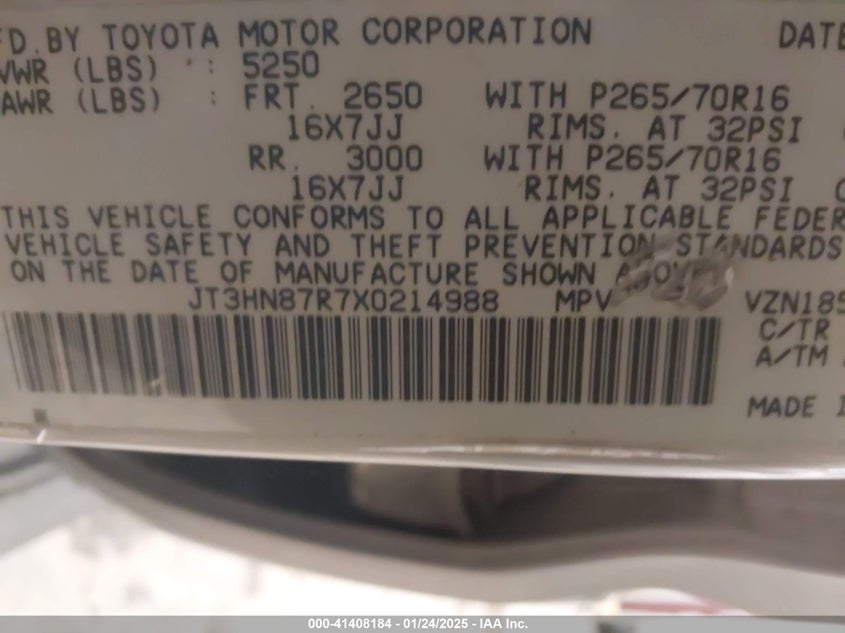 FD. BY TOYOTA MOTOR CORPORATION DATE
VWR (LBS) : 5250
AWR (LBS) : FRT. 2650 WITH P265/70R16
16X7JJ RIMS. AT 32PSI
RR. 3000 WITH P265/70R16
16X7JJ RIMS. AT 32PSI
THIS VEHICLE CONFORMS TO ALL APPLICABLE FEDER
VEHICLE SAFETY AND THEFT PREVENTION STANDARDS
ON THE DATE OF MANUFACTURE SHOWN ABOVE
JT3HN87R7X0214988 MPV VZN185
C/TR
A/TM
MADE I
000-41408184 - 01/24/2025 - IAA Inc.